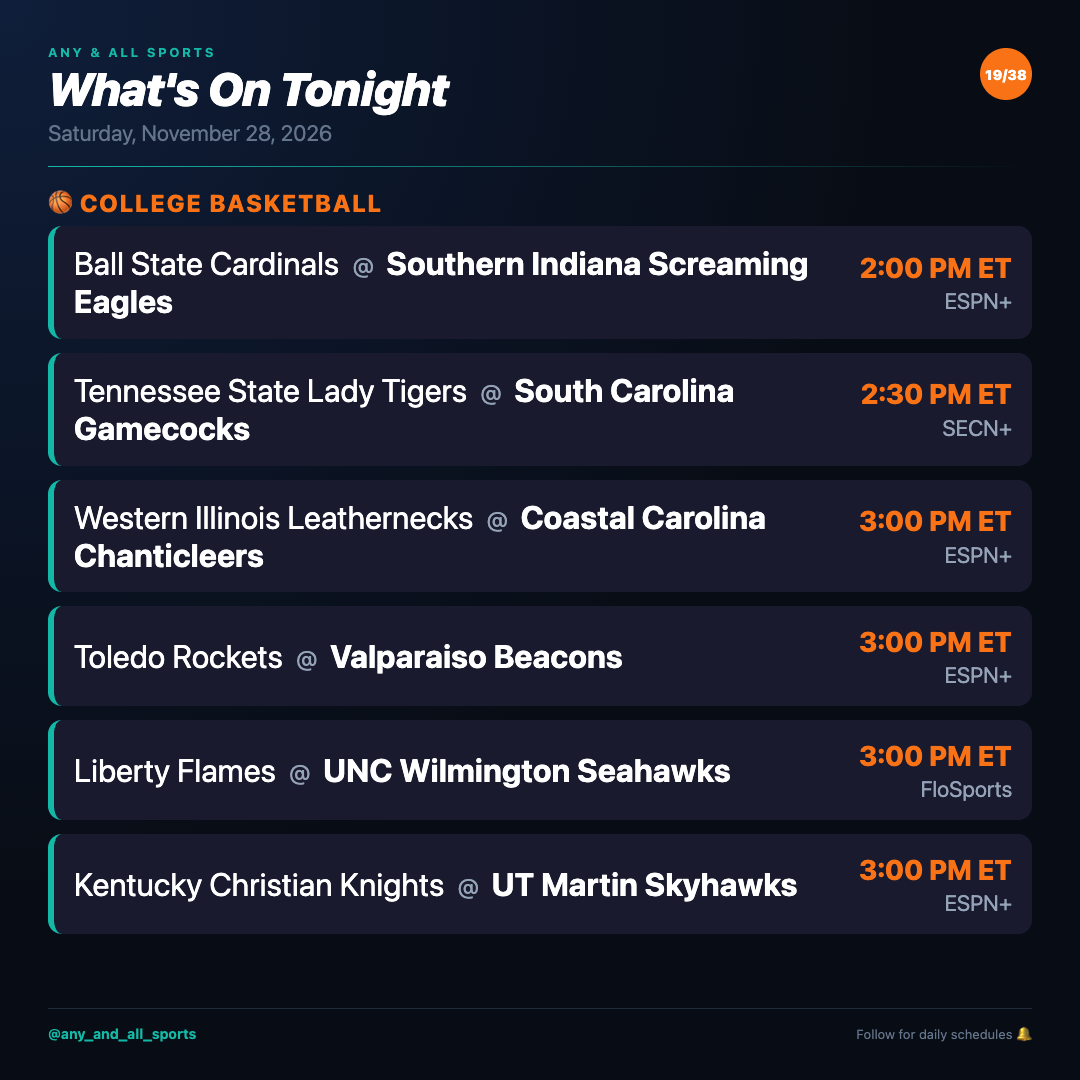 ANY & ALL SPORTS
What's On Tonight
Saturday, November 28, 2026
19/38
🏀 COLLEGE BASKETBALL
Ball State Cardinals @ Southern Indiana Screaming
Eagles
2:00 PM ET
ESPN+
Tennessee State Lady Tigers @ South Carolina
Gamecocks
2:30 PM ET
SECN+
Western Illinois Leathernecks @ Coastal Carolina
Chanticleers
3:00 PM ET
ESPN+
Toledo Rockets @ Valparaiso Beacons
3:00 PM ET
ESPN+
Liberty Flames @ UNC Wilmington Seahawks
3:00 PM ET
FloSports
Kentucky Christian Knights @ UT Martin Skyhawks
3:00 PM ET
ESPN+
@any_and_all_sports
Follow for daily schedules 🔔